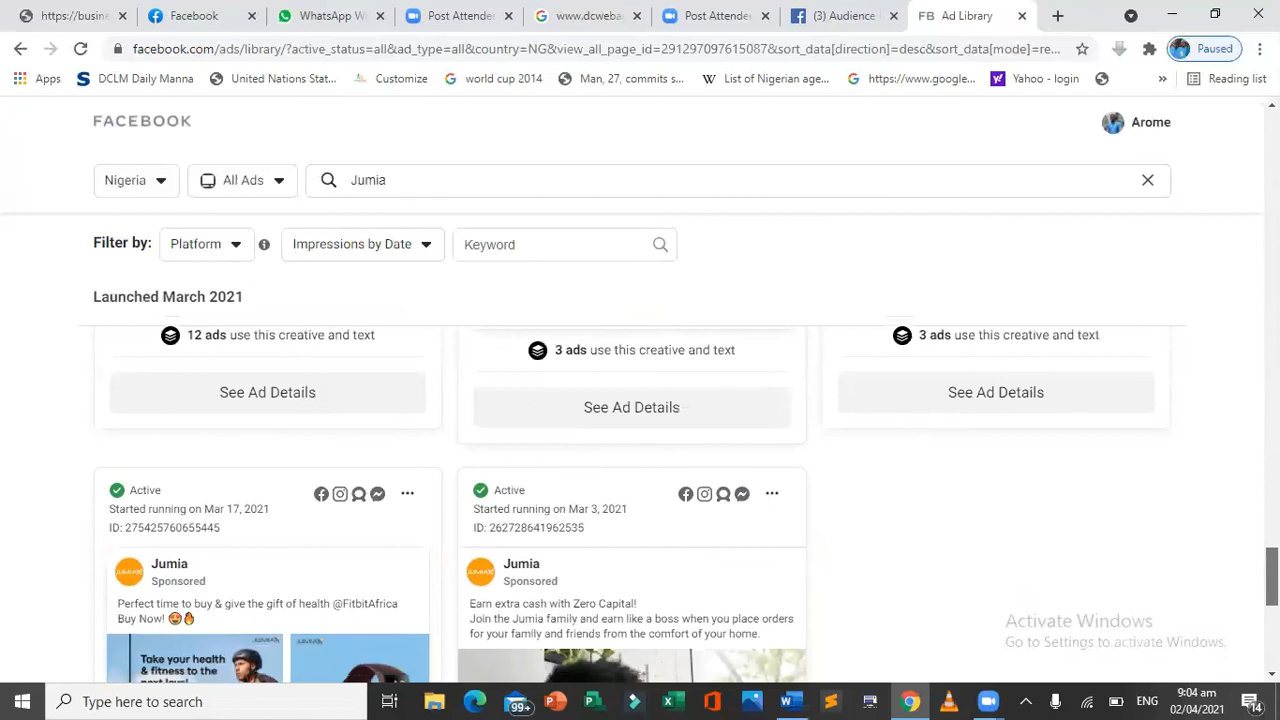 https://busine
Facebook
WhatsApp W
Post Attende
www.dcweba
Post Attende
(3) Audience
FB Ad Library
facebook.com/ads/library/?active_status=all&ad_type=all&country=NG&view_all_page_id=291297097615087&sort_data[direction]=desc&sort_data[mode]=re...
Paused
Apps
DCLM Daily Manna
United Nations Stat...
Customize
world cup 2014
Man, 27, commits s...
List of Nigerian age...
https://www.google...
Yahoo - login
»
Reading list
FACEBOOK
Arome
Nigeria
All Ads
Jumia
Filter by:
Platform
Impressions by Date
Keyword
Launched March 2021
12 ads use this creative and text
3 ads use this creative and text
3 ads use this creative and text
See Ad Details
See Ad Details
See Ad Details
Active
Started running on Mar 17, 2021
ID: 275425760655445
Jumia
Sponsored
Perfect time to buy & give the gift of health @FitbitAfrica
Buy Now! 🤩🔥
Take your health
& fitness to the
next level!
Active
Started running on Mar 3, 2021
ID: 262728641962535
Jumia
Sponsored
Earn extra cash with Zero Capital!
Join the Jumia family and earn like a boss when you place orders
for your family and friends from the comfort of your home.
Activate Windows
Go to Settings to activate Windows.
Type here to search
99+
ENG
9:04 am
02/04/2021
14